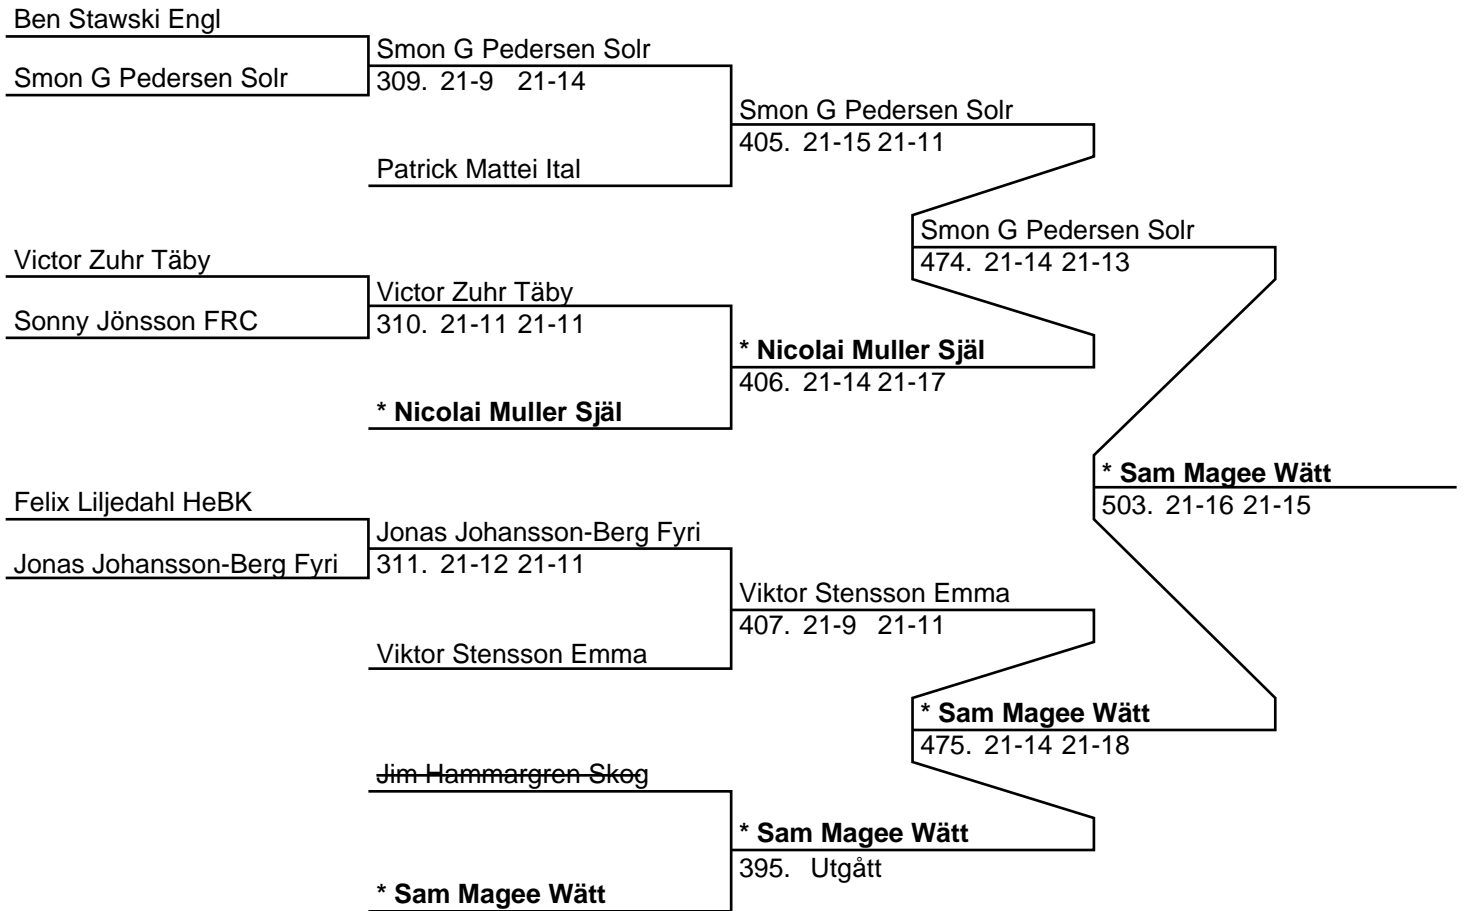 Ben Stawski Engl
Smon G Pedersen Solr
Smon G Pedersen Solr
309. 21-9 21-14
Smon G Pedersen Solr
405. 21-15 21-11
Patrick Mattei Ital
Smon G Pedersen Solr
474. 21-14 21-13
Victor Zuhr Täby
Victor Zuhr Täby
310. 21-11 21-11
Sonny Jönsson FRC
* Nicolai Muller Själ
406. 21-14 21-17
* Nicolai Muller Själ
* Sam Magee Wätt
503. 21-16 21-15
Felix Liljedahl HeBK
Jonas Johansson-Berg Fyri
Jonas Johansson-Berg Fyri
311. 21-12 21-11
Viktor Stensson Emma
407. 21-9 21-11
Viktor Stensson Emma
* Sam Magee Wätt
475. 21-14 21-18
Jim Hammargren Skog
* Sam Magee Wätt
395. Utgått
* Sam Magee Wätt